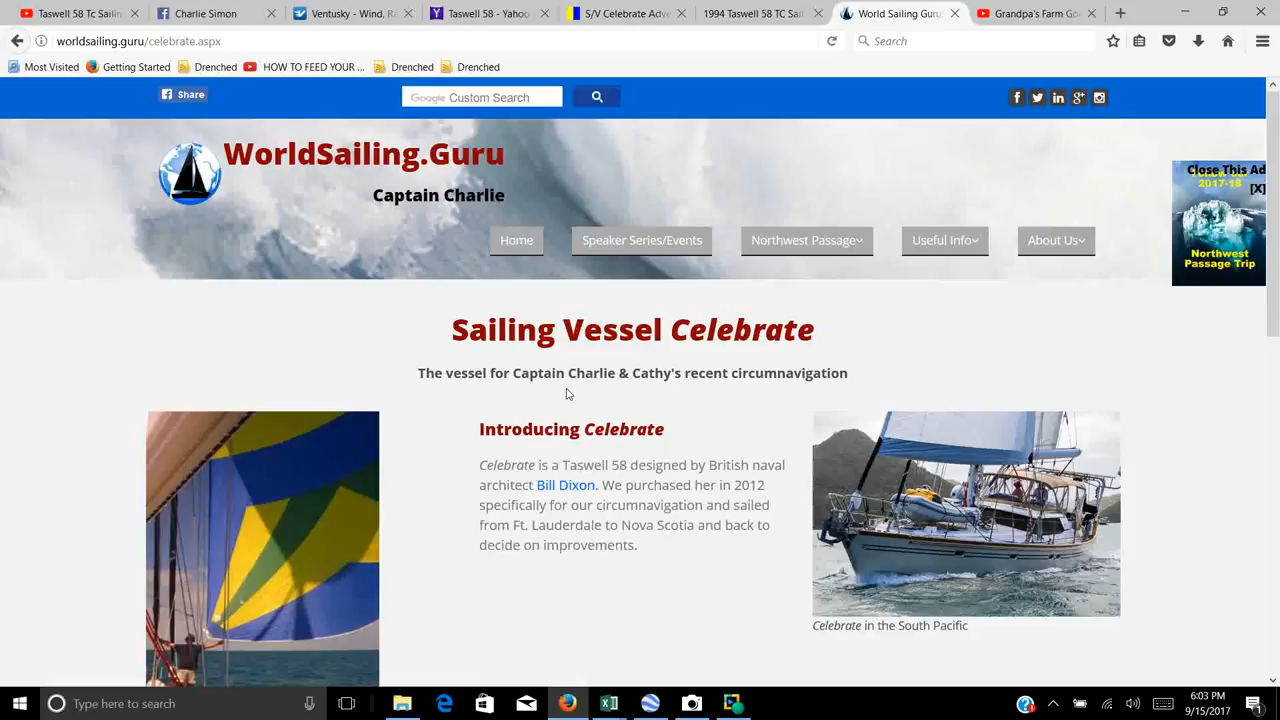 Taswell 58 TC Sail
Charlie Simon
Ventusky - Wind, Ra
Taswell 58 - Yahoo
S/V Celebrate Adve
1994 Taswell 58 TC Sail
World Sailing Guru:
Grandpa's Farm Go
worldsailing.guru/celebrate.aspx
Search
Most Visited
Getting Started
Drenched
HOW TO FEED YOUR ...
Drenched
Drenched
Share
Google Custom Search
WorldSailing.Guru
Captain Charlie
Close This Ad
[X]
2017-18
Northwest
Passage Trip
Home
Speaker Series/Events
Northwest Passage
Useful Info
About Us
Sailing Vessel Celebrate
The vessel for Captain Charlie & Cathy's recent circumnavigation
Introducing Celebrate
Celebrate is a Taswell 58 designed by British naval
architect Bill Dixon. We purchased her in 2012
specifically for our circumnavigation and sailed
from Ft. Lauderdale to Nova Scotia and back to
decide on improvements.
Celebrate in the South Pacific
Type here to search
6:03 PM
9/15/2017